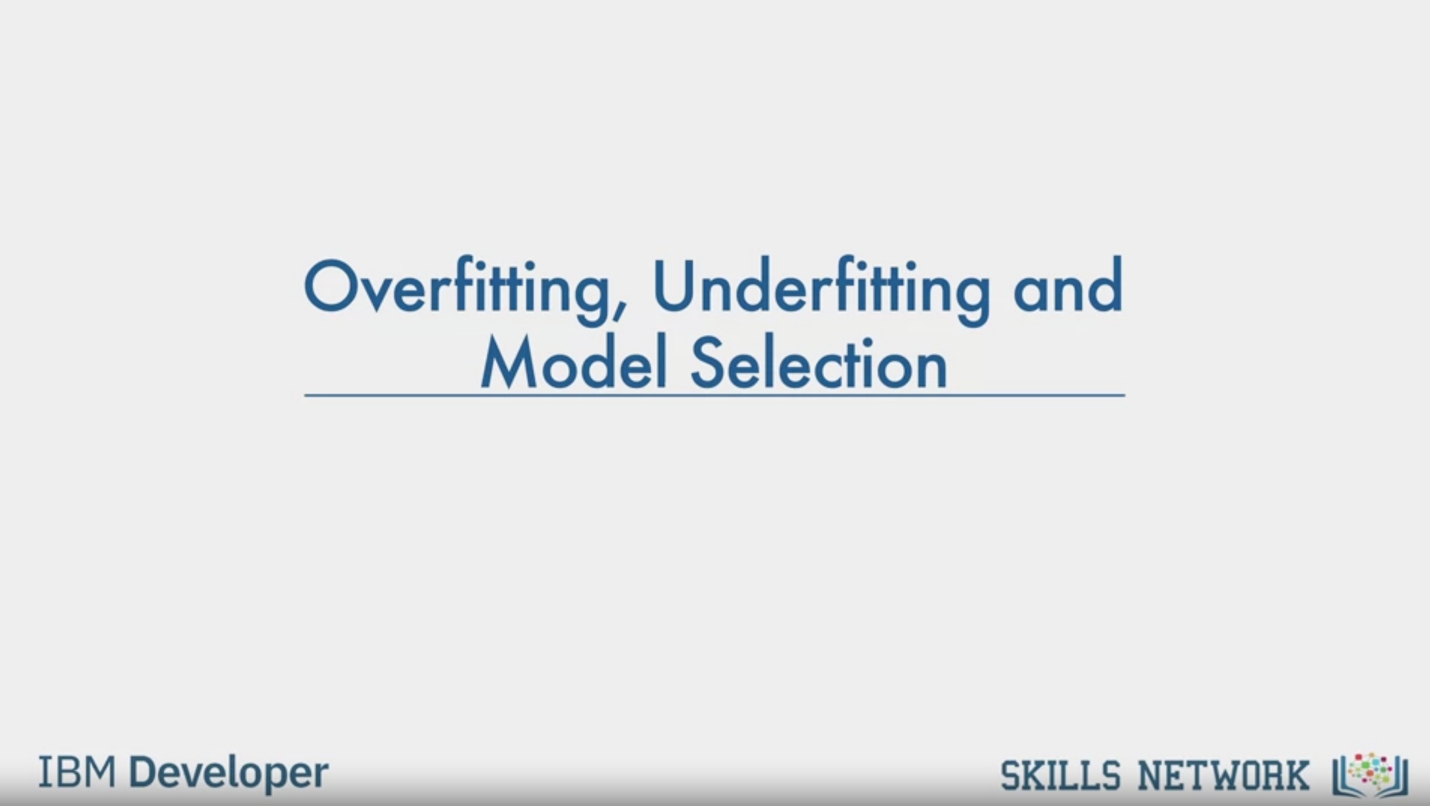 Overfitting, Underfitting and
Model Selection
IBM Developer
SKILLS NETWORK